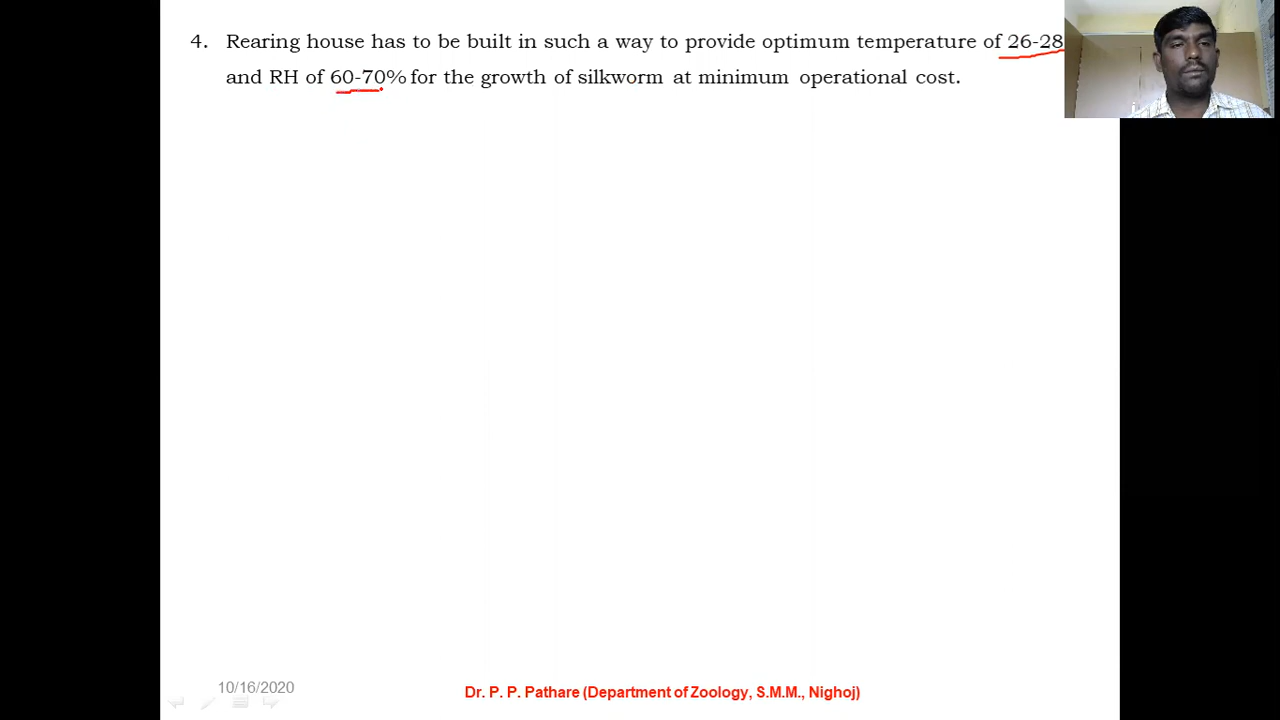 4. Rearing house has to be built in such a way to provide optimum temperature of 26-28
and RH of 60-70% for the growth of silkworm at minimum operational cost.
10/16/2020
Dr. P. P. Pathare (Department of Zoology, S.M.M., Nighoj)